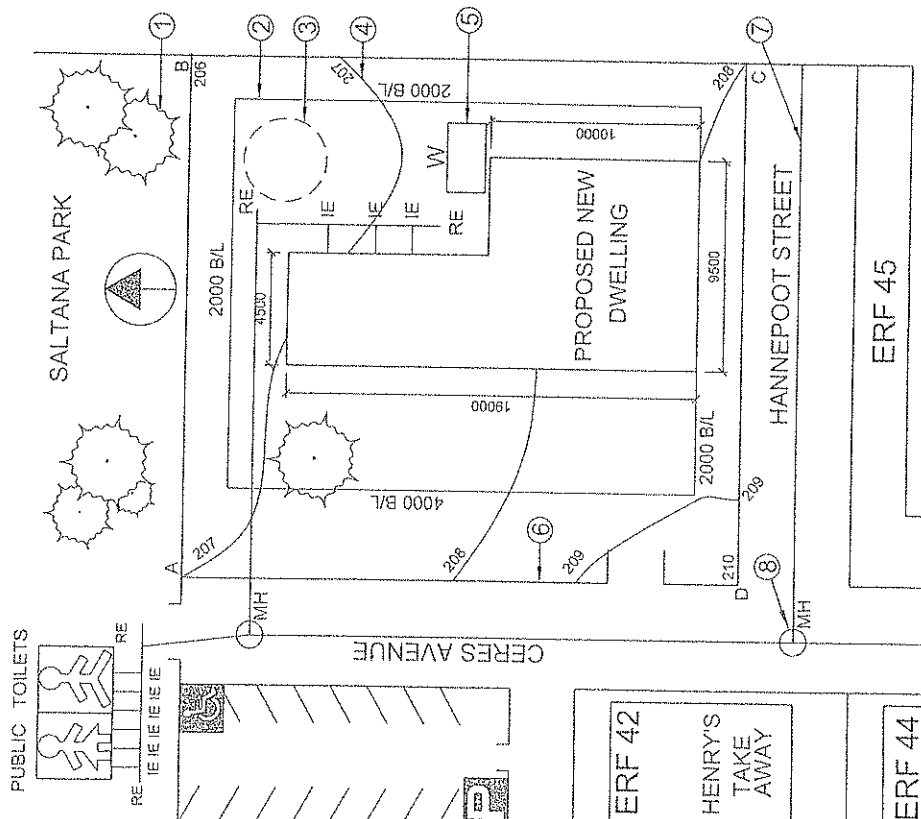 1
2
3
4
5
SALTANA PARK
B
206
207
2000 B/L
2000 B/L
RE
W
IE
IE
IE
RE
4500
10000
PROPOSED NEW
DWELLING
9500
19000
208
C
7
HANNEPOOT STREET
ERF 45
A
207
4000 B/L
2000 B/L
208
6
209
209
210
D
8
MH
MH
CERES AVENUE
PUBLIC TOILETS
RE
RE
IE IE IE IE IE IE
P
ERF 42
HENRY'S
TAKE
AWAY
ERF 44